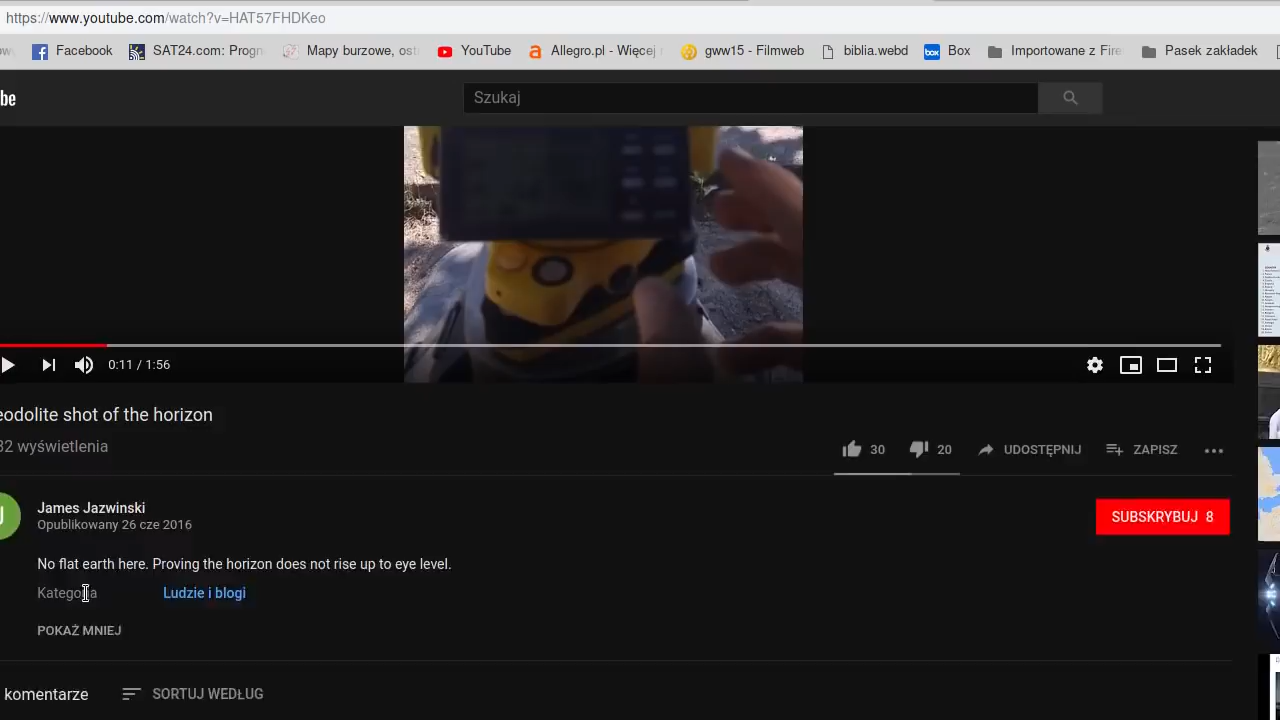 https://www.youtube.com/watch?v=HAT57FHDKeo
Facebook SAT24.com: Progn Mapy burzowe, ost YouTube Allegro.pl - Więcej gww15 - Filmweb biblia.webd Box Importowane z Fire Pasek zakładek
be
Szukaj
0:11 / 1:56
eodolite shot of the horizon
32 wyświetlenia
30 20 UDOSTĘPNIJ ZAPISZ
James Jazwinski
Opublikowany 26 cze 2016
SUBSKRYBUJ 8
No flat earth here. Proving the horizon does not rise up to eye level.
Kategoria Ludzie i blogi
POKAŻ MNIEJ
komentarze SORTUJ WEDŁUG